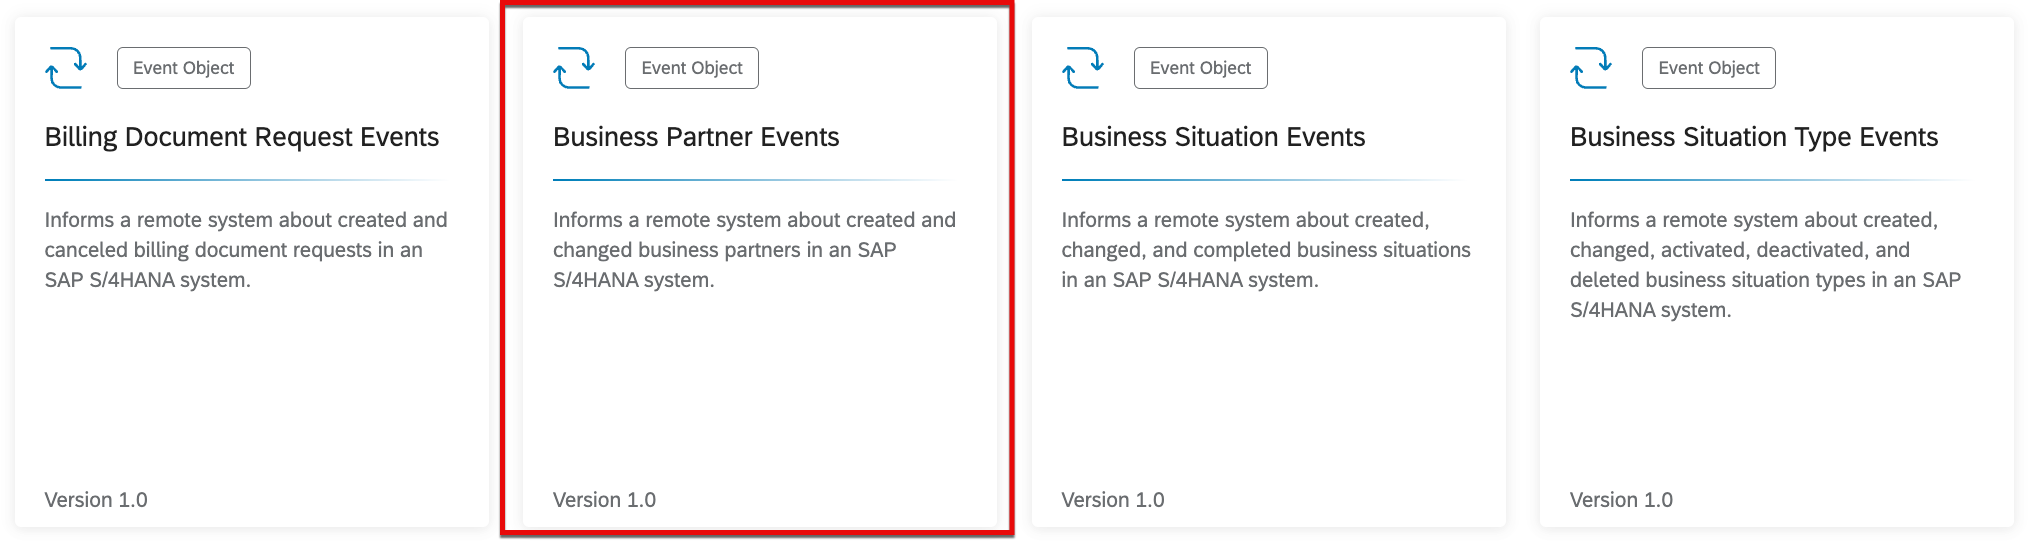 Event Object
Billing Document Request Events
Informs a remote system about created and
canceled billing document requests in an
SAP S/4HANA system.
Version 1.0
Event Object
Business Partner Events
Informs a remote system about created and
changed business partners in an SAP
S/4HANA system.
Version 1.0
Event Object
Business Situation Events
Informs a remote system about created,
changed, and completed business situations
in an SAP S/4HANA system.
Version 1.0
Event Object
Business Situation Type Events
Informs a remote system about created,
changed, activated, deactivated, and
deleted business situation types in an SAP
S/4HANA system.
Version 1.0